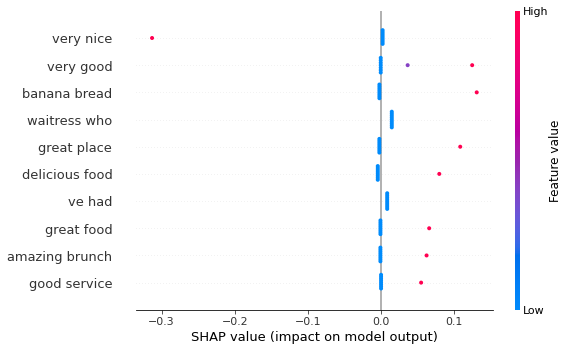 High
very nice
very good
banana bread
waitress who
great place
delicious food
ve had
great food
amazing brunch
good service
Feature value
Low
−0.3 −0.2 −0.1 0.0 0.1
SHAP value (impact on model output)